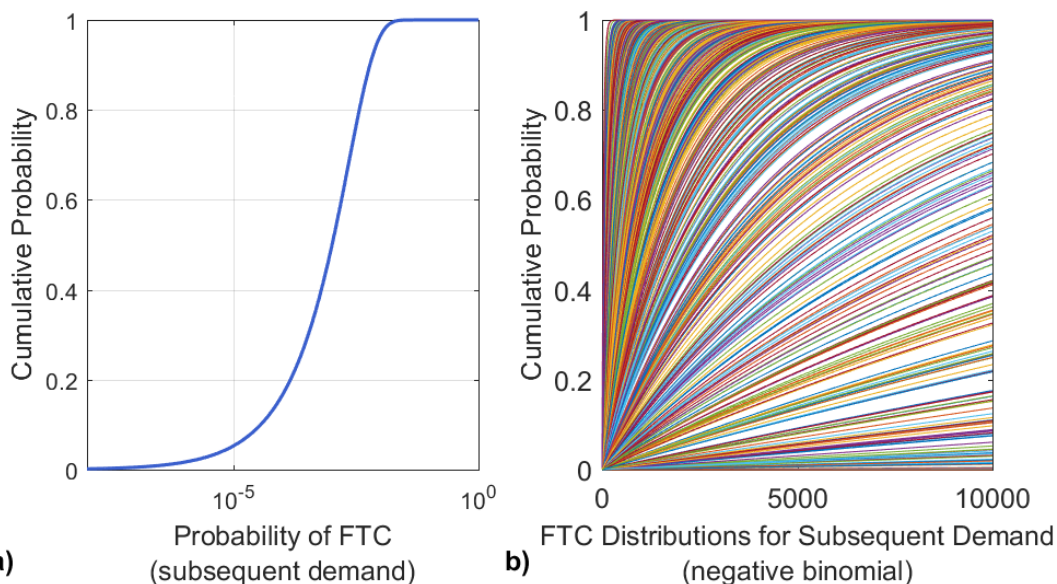 1
0.8
0.6
0.4
0.2
0
Cumulative Probability
10^-5
10^0
Probability of FTC
(subsequent demand)
a)
1
0.8
0.6
0.4
0.2
0
Cumulative Probability
0
5000
10000
FTC Distributions for Subsequent Demand
(negative binomial)
b)